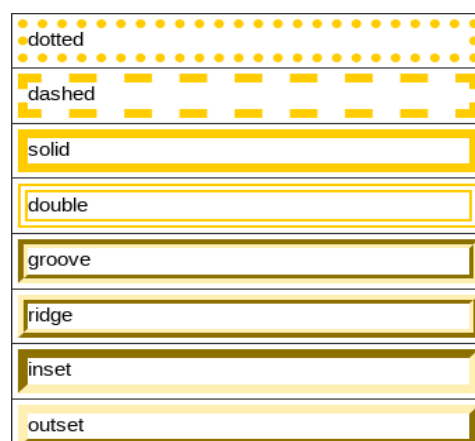 dotted
dashed
solid
double
groove
ridge
inset
outset